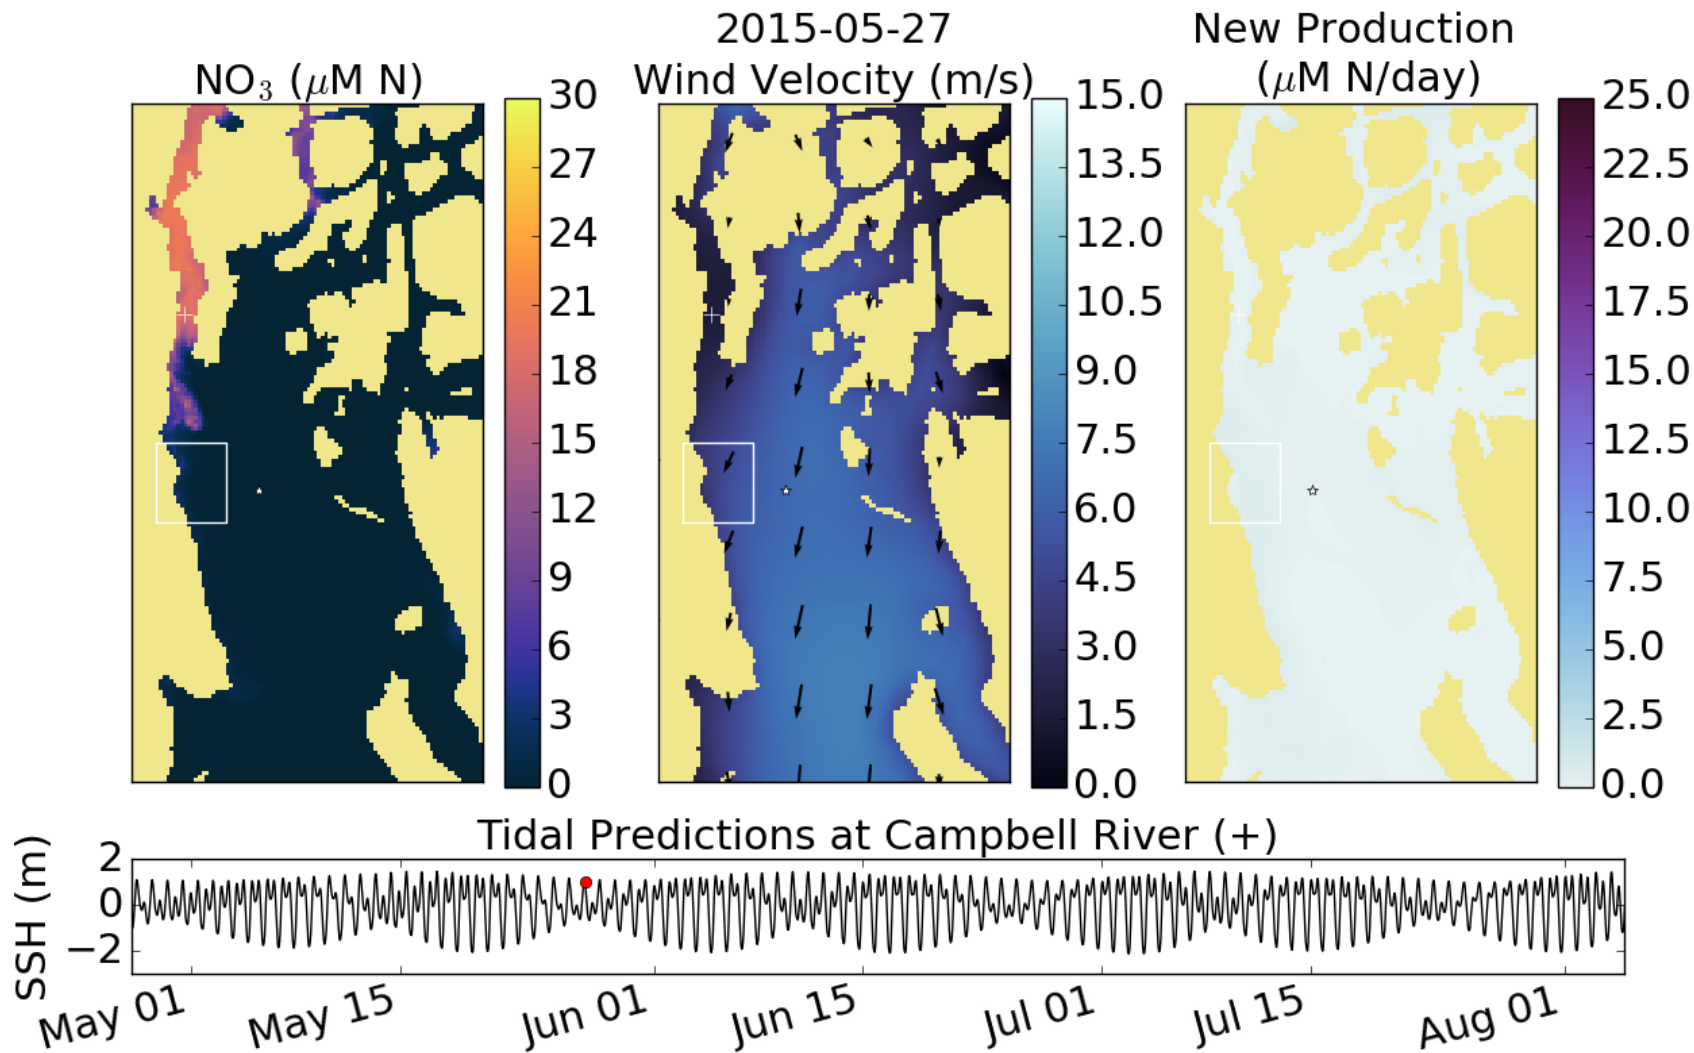 2015-05-27
New Production
NO₃ (μM N)
Wind Velocity (m/s)
(μM N/day)
30
27
24
21
18
15
12
9
6
3
0
15.0
13.5
12.0
10.5
9.0
7.5
6.0
4.5
3.0
1.5
0.0
25.0
22.5
20.0
17.5
15.0
12.5
10.0
7.5
5.0
2.5
0.0
Tidal Predictions at Campbell River (+)
SSH (m)
2
0
−2
May 01
May 15
Jun 01
Jun 15
Jul 01
Jul 15
Aug 01